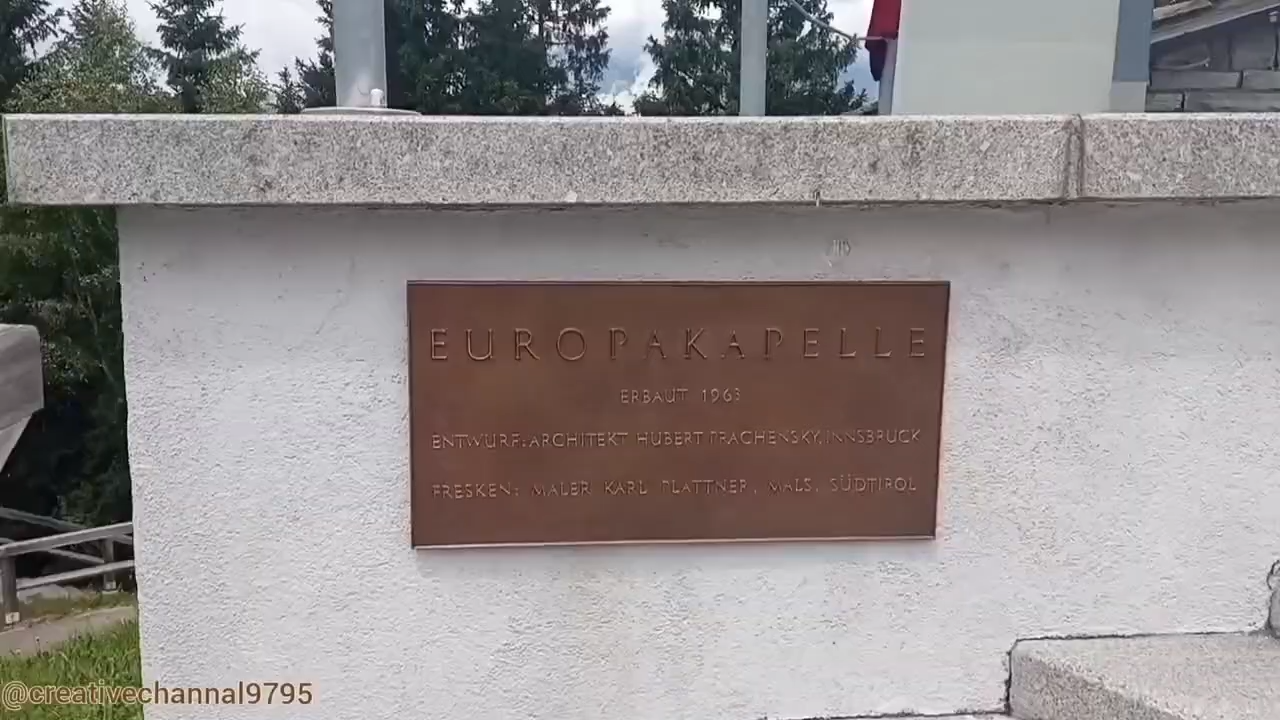 EUROPAKAPELLE
ERBAUT 1963
ENTWURF: ARCHITEKT HUBERT PRACHENSKY, INNSBRUCK
FRESKEN: MALER KARL PLATTNER, MALS, SÜDTIROL
@creativechannal9795